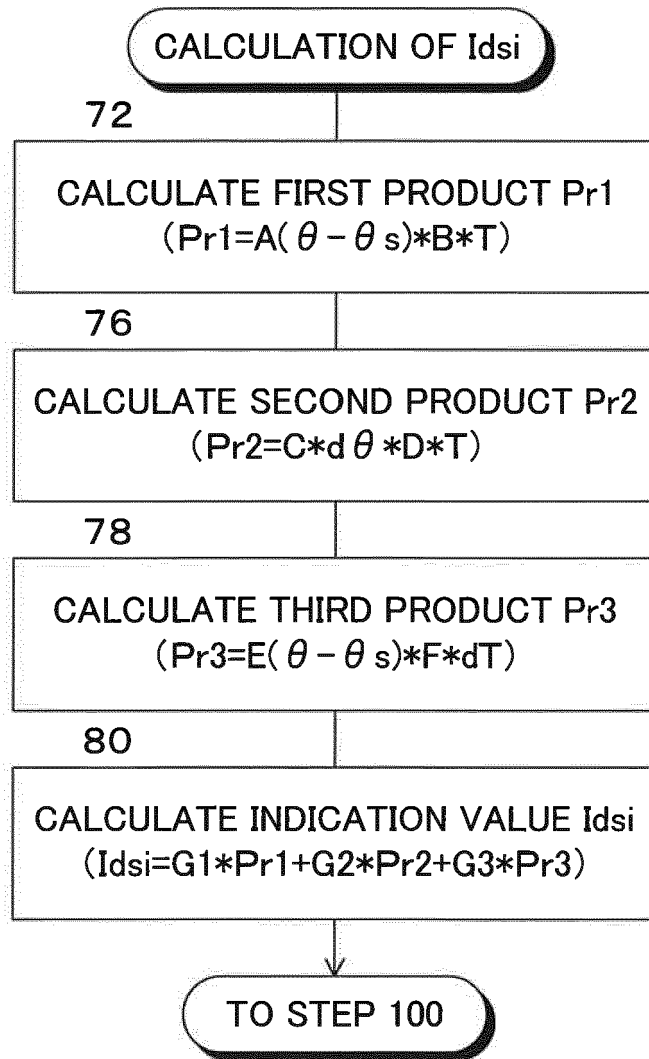 CALCULATION OF Idsi
72
CALCULATE FIRST PRODUCT Pr1
(Pr1=A(θ-θs)*B*T)
76
CALCULATE SECOND PRODUCT Pr2
(Pr2=C*dθ*D*T)
78
CALCULATE THIRD PRODUCT Pr3
(Pr3=E(θ-θs)*F*dT)
80
CALCULATE INDICATION VALUE Idsi
(Idsi=G1*Pr1+G2*Pr2+G3*Pr3)
TO STEP 100